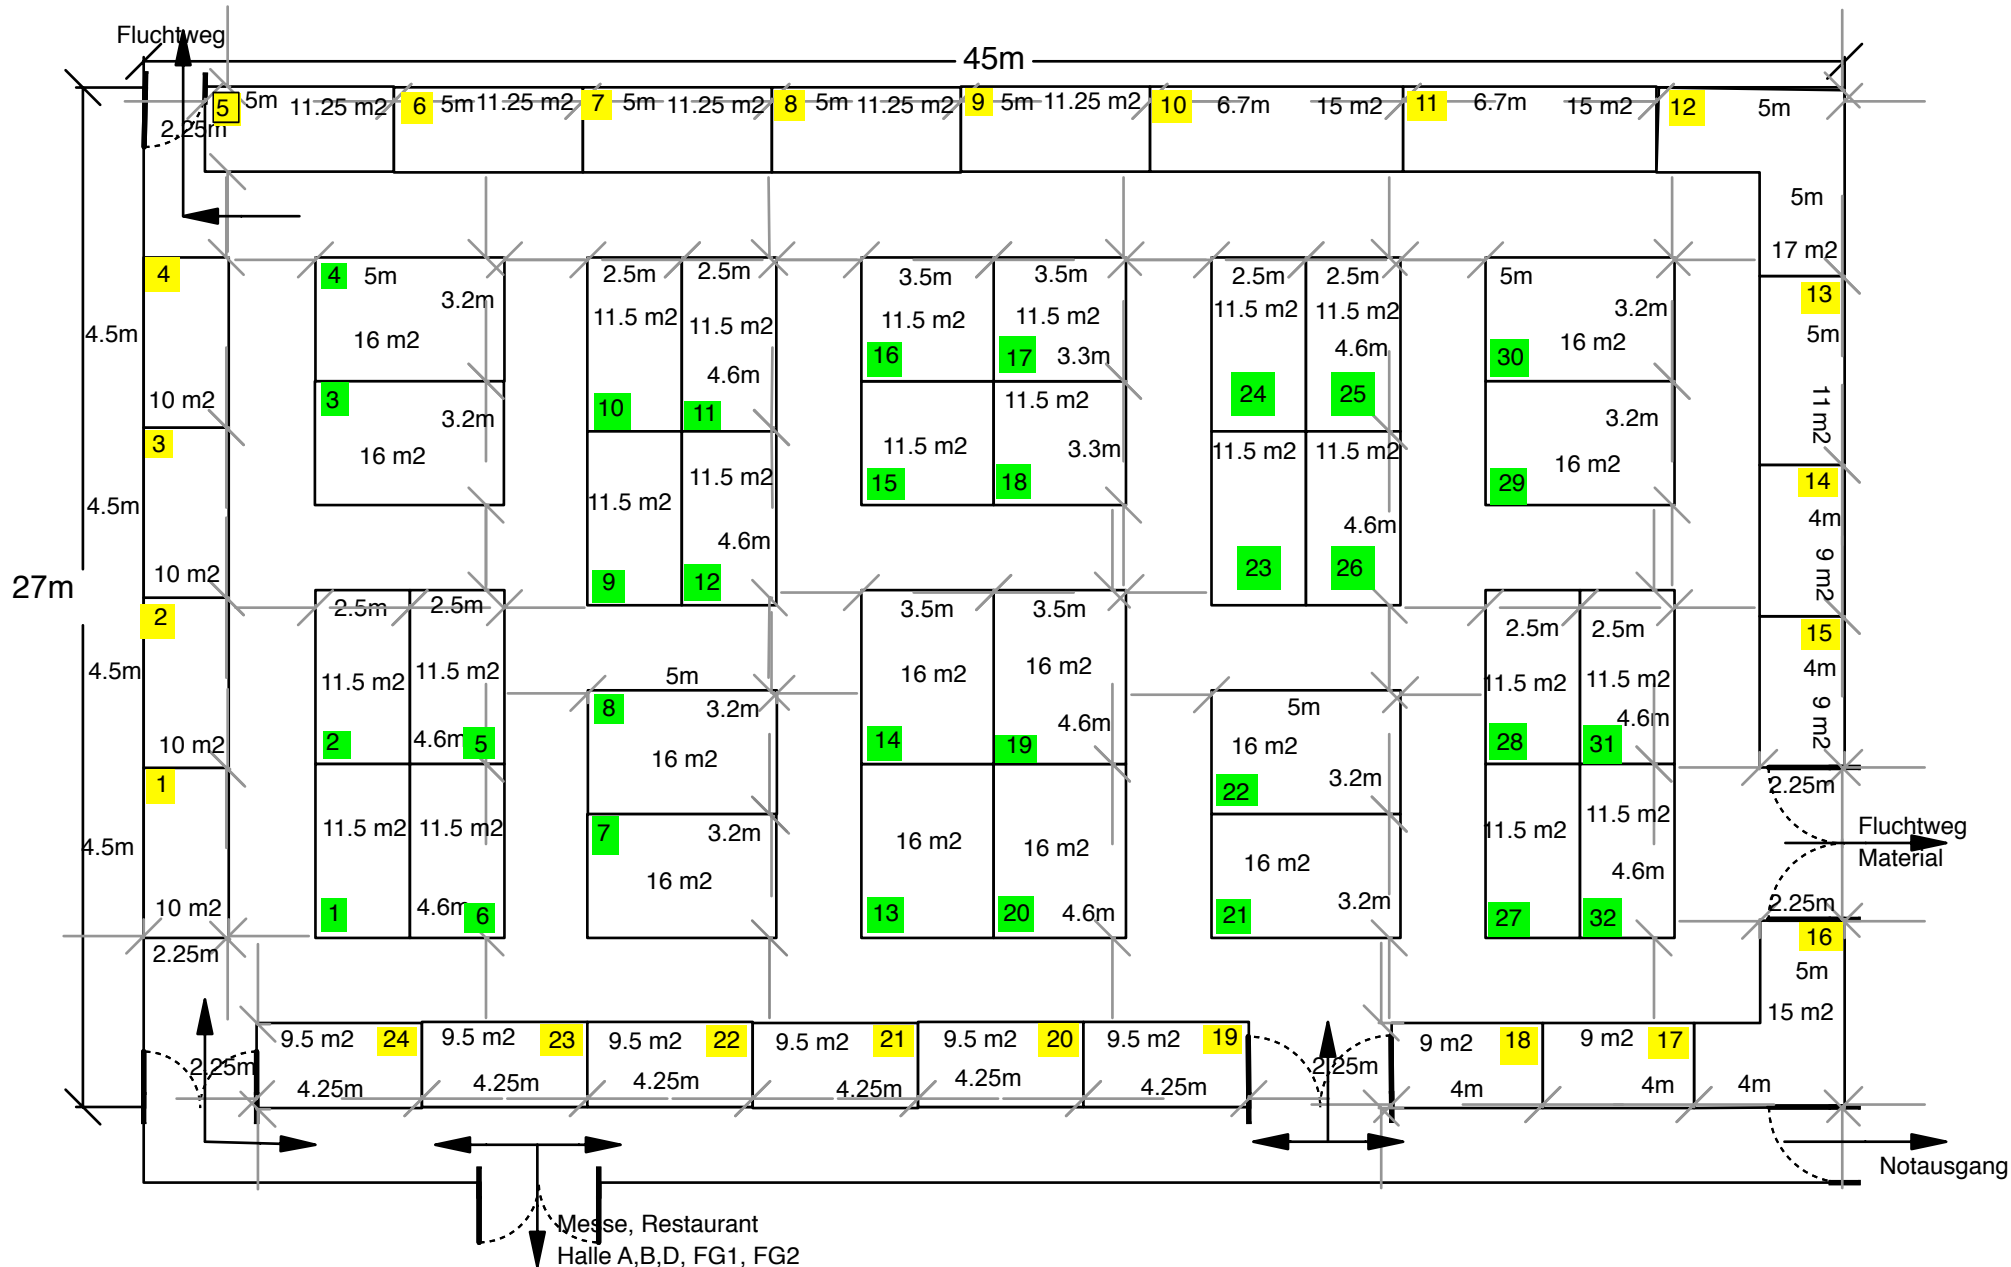 Fluchtweg
45m
5 5m 11.25 m2 6 5m 11.25 m2 7 5m 11.25 m2 8 5m 11.25 m2 9 5m 11.25 m2 10 6.7m 15 m2 11 6.7m 15 m2 12 5m
2.25m
5m
17 m2
4 4 5m 2.5m 2.5m 3.5m 3.5m 2.5m 2.5m 5m
3.2m 11.5 m2 11.5 m2 11.5 m2 11.5 m2 11.5 m2 11.5 m2 3.2m 13
4.5m 16 m2 4.6m 16 17 3.3m 4.6m 30 16 m2 5m
10 m2 3 3.2m 10 11 11.5 m2 24 25 3.2m 11 m2
3 16 m2 11.5 m2 3.3m 11.5 m2 11.5 m2 16 m2
11.5 m2 11.5 m2 15 18 29 14
4.5m 4.6m 4.6m 4m
10 m2 9 12 23 26 9 m2
27m
2 2.5m 2.5m 3.5m 3.5m 2.5m 2.5m 15
4.5m 11.5 m2 11.5 m2 5m 16 m2 16 m2 11.5 m2 11.5 m2 4m
8 3.2m 4.6m 5m 4.6m 9 m2
10 m2 2 4.6m 5 16 m2 14 19 16 m2 28 31
1 22 3.2m 2.25m
4.5m 11.5 m2 11.5 m2 7 3.2m 16 m2 16 m2 11.5 m2 11.5 m2 Fluchtweg
16 m2 16 m2 4.6m Material
10 m2 1 4.6m 6 13 20 4.6m 21 3.2m 27 32 2.25m
2.25m 16
5m
15 m2
9.5 m2 24 9.5 m2 23 9.5 m2 22 9.5 m2 21 9.5 m2 20 9.5 m2 19 9 m2 18 9 m2 17
2.25m 4.25m 4.25m 4.25m 4.25m 4.25m 4.25m 2.25m 4m 4m 4m
Notausgang
Messe, Restaurant
Halle A,B,D, FG1, FG2